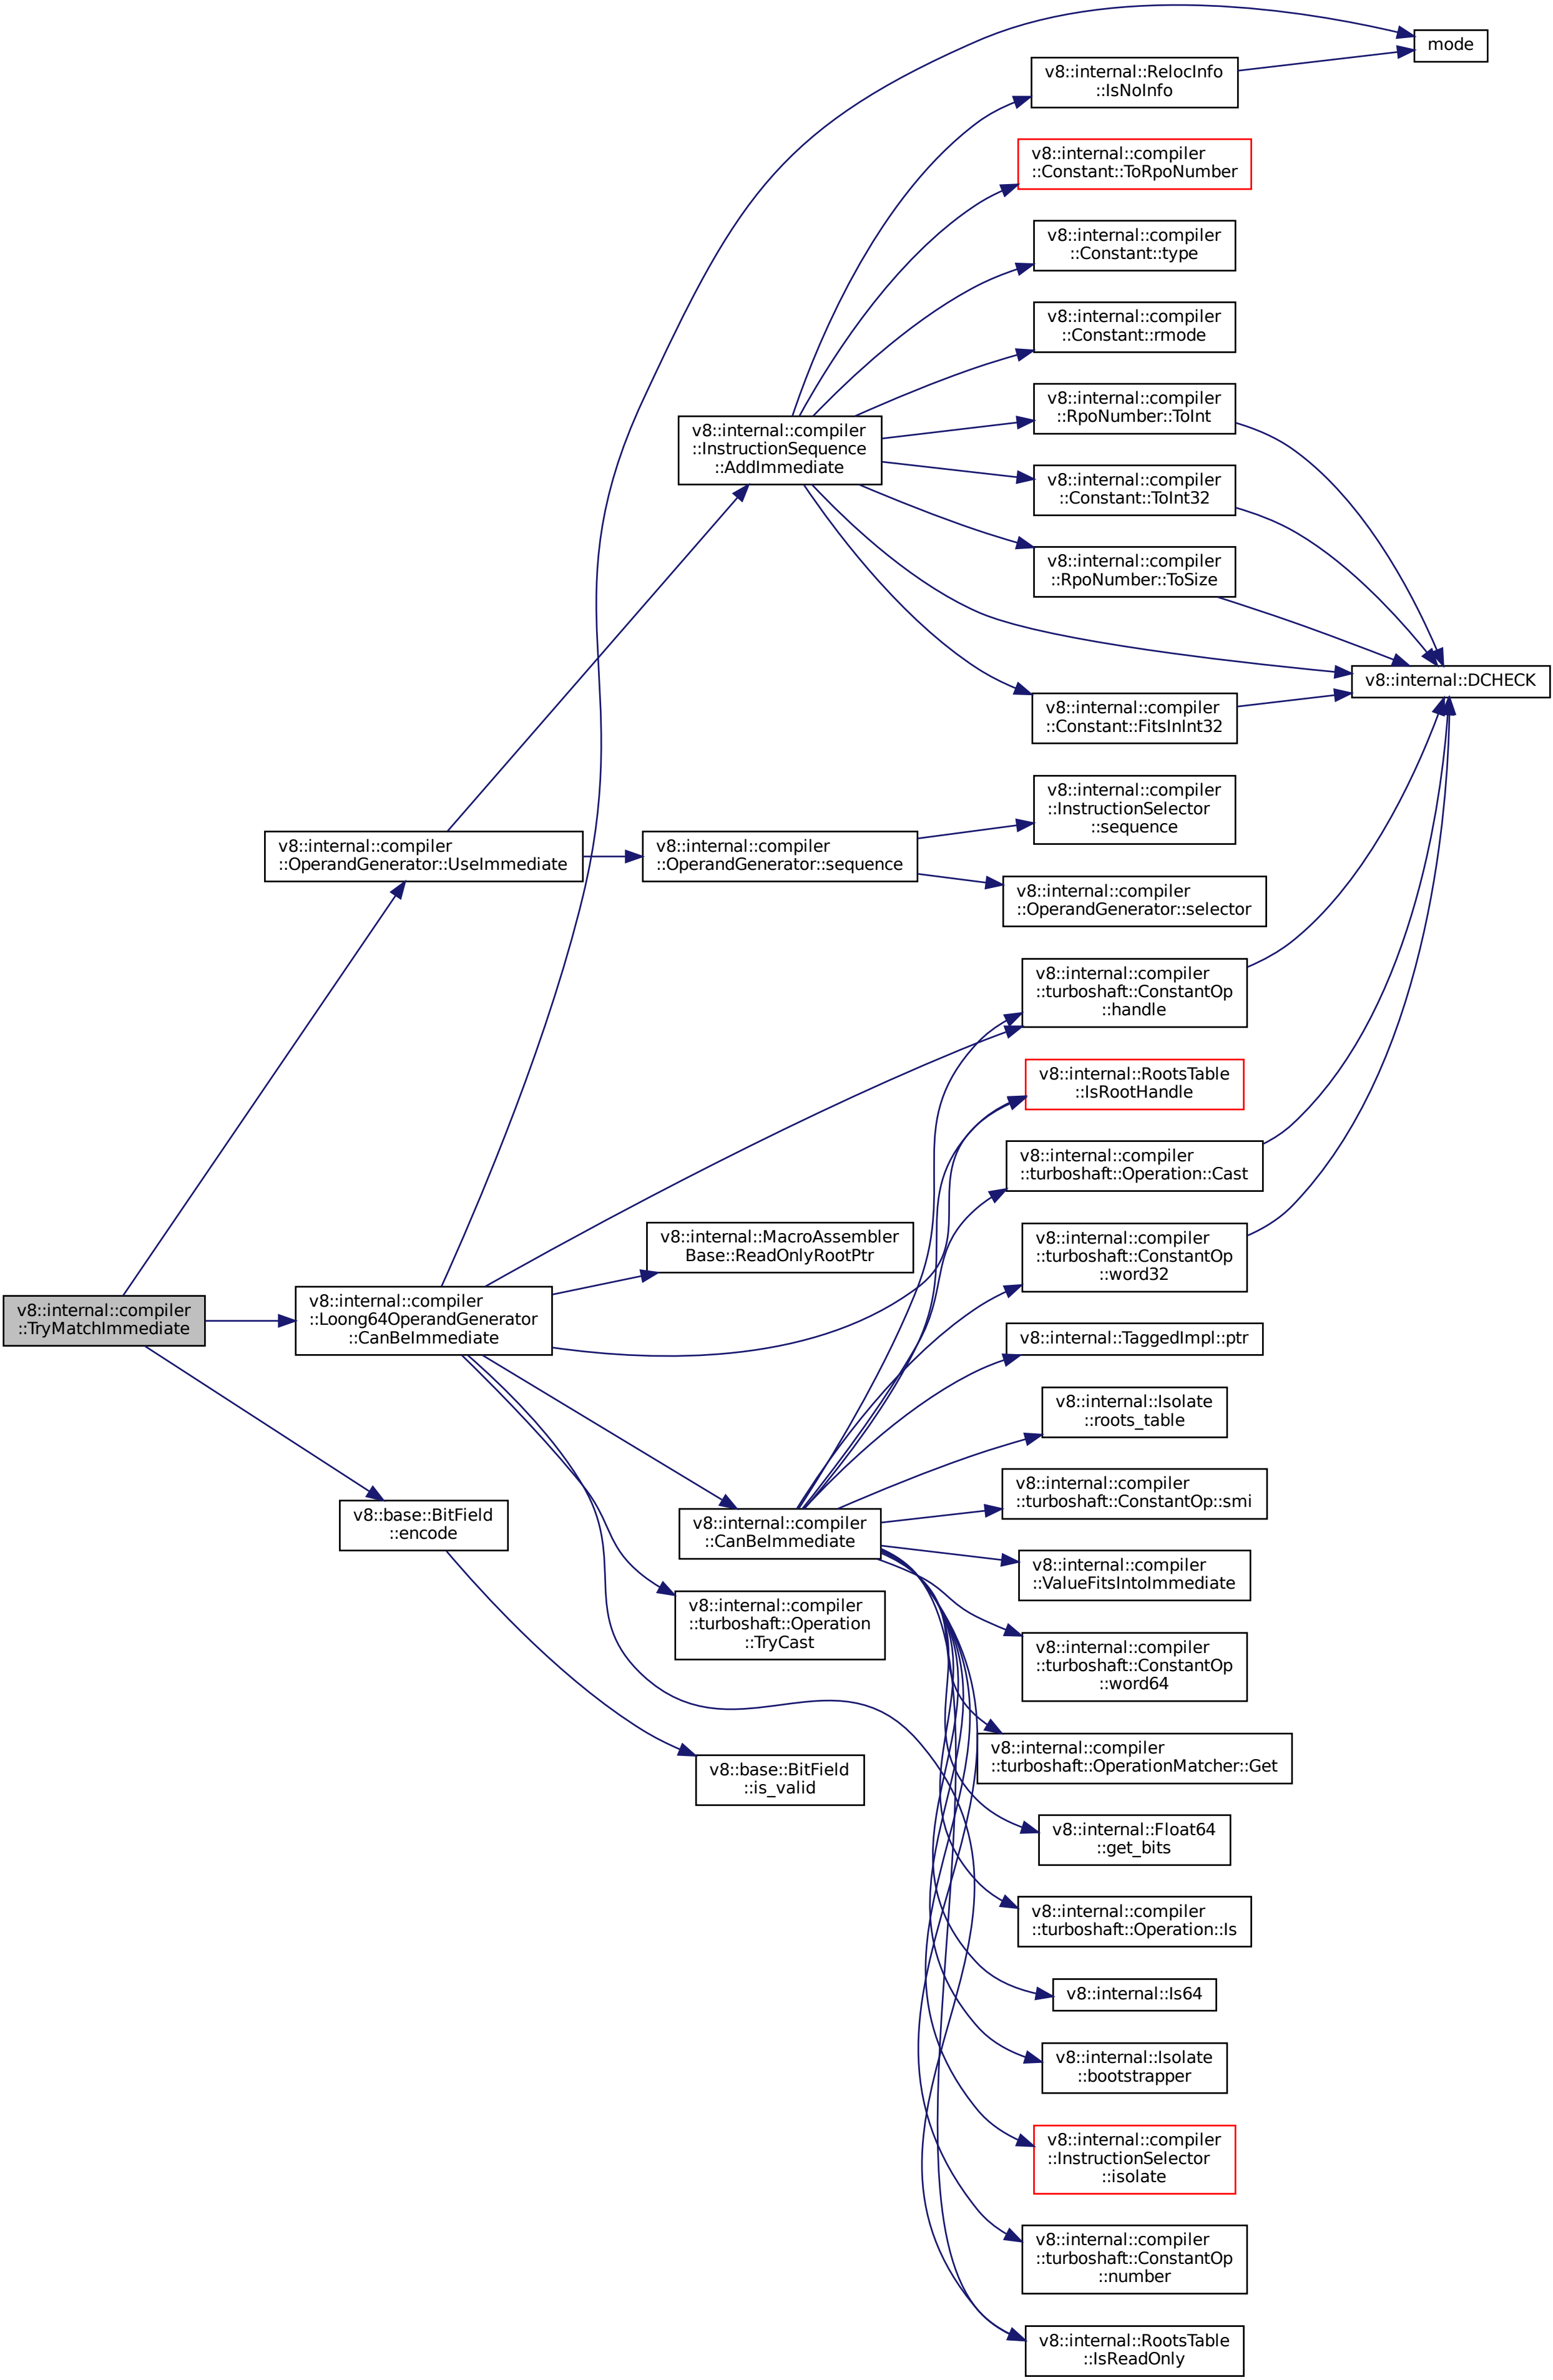 mode
v8::internal::RelocInfo
::IsNoInfo
v8::internal::compiler
::Constant::ToRpoNumber
v8::internal::compiler
::Constant::type
v8::internal::compiler
::Constant::rmode
v8::internal::compiler
::RpoNumber::ToInt
v8::internal::compiler
::InstructionSequence
::AddImmediate
v8::internal::compiler
::Constant::ToInt32
v8::internal::compiler
::RpoNumber::ToSize
v8::internal::DCHECK
v8::internal::compiler
::Constant::FitsInInt32
v8::internal::compiler
::InstructionSelector
::sequence
v8::internal::compiler
::OperandGenerator::UseImmediate
v8::internal::compiler
::OperandGenerator::sequence
v8::internal::compiler
::OperandGenerator::selector
v8::internal::compiler
::turboshaft::ConstantOp
::handle
v8::internal::RootsTable
::IsRootHandle
v8::internal::compiler
::turboshaft::Operation::Cast
v8::internal::MacroAssembler
Base::ReadOnlyRootPtr
v8::internal::compiler
::turboshaft::ConstantOp
::word32
v8::internal::compiler
::TryMatchImmediate
v8::internal::compiler
::Loong64OperandGenerator
::CanBeImmediate
v8::internal::TaggedImpl::ptr
v8::internal::Isolate
::roots_table
v8::internal::compiler
::turboshaft::ConstantOp::smi
v8::base::BitField
::encode
v8::internal::compiler
::CanBeImmediate
v8::internal::compiler
::ValueFitsIntoImmediate
v8::internal::compiler
::turboshaft::Operation
::TryCast
v8::internal::compiler
::turboshaft::ConstantOp
::word64
v8::internal::compiler
::turboshaft::OperationMatcher::Get
v8::base::BitField
::is_valid
v8::internal::Float64
::get_bits
v8::internal::compiler
::turboshaft::Operation::Is
v8::internal::Is64
v8::internal::Isolate
::bootstrapper
v8::internal::compiler
::InstructionSelector
::isolate
v8::internal::compiler
::turboshaft::ConstantOp
::number
v8::internal::RootsTable
::IsReadOnly